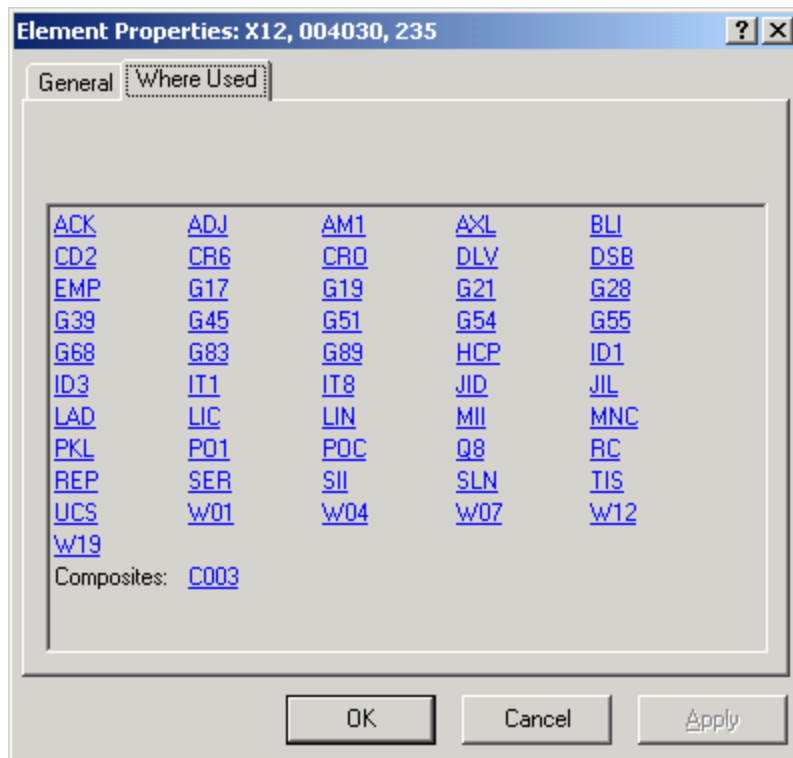 Element Properties: X12, 004030, 235
General Where Used
ACK ADJ AM1 AXL BLI
CD2 CR6 CRO DLV DSB
EMP G17 G19 G21 G28
G39 G45 G51 G54 G55
G68 G83 G89 HCP ID1
ID3 IT1 IT8 JID JIL
LAD LIC LIN MII MNC
PKL PO1 POC Q8 RC
REP SER SII SLN TIS
UCS W01 W04 W07 W12
W19
Composites: C003
OK Cancel Apply